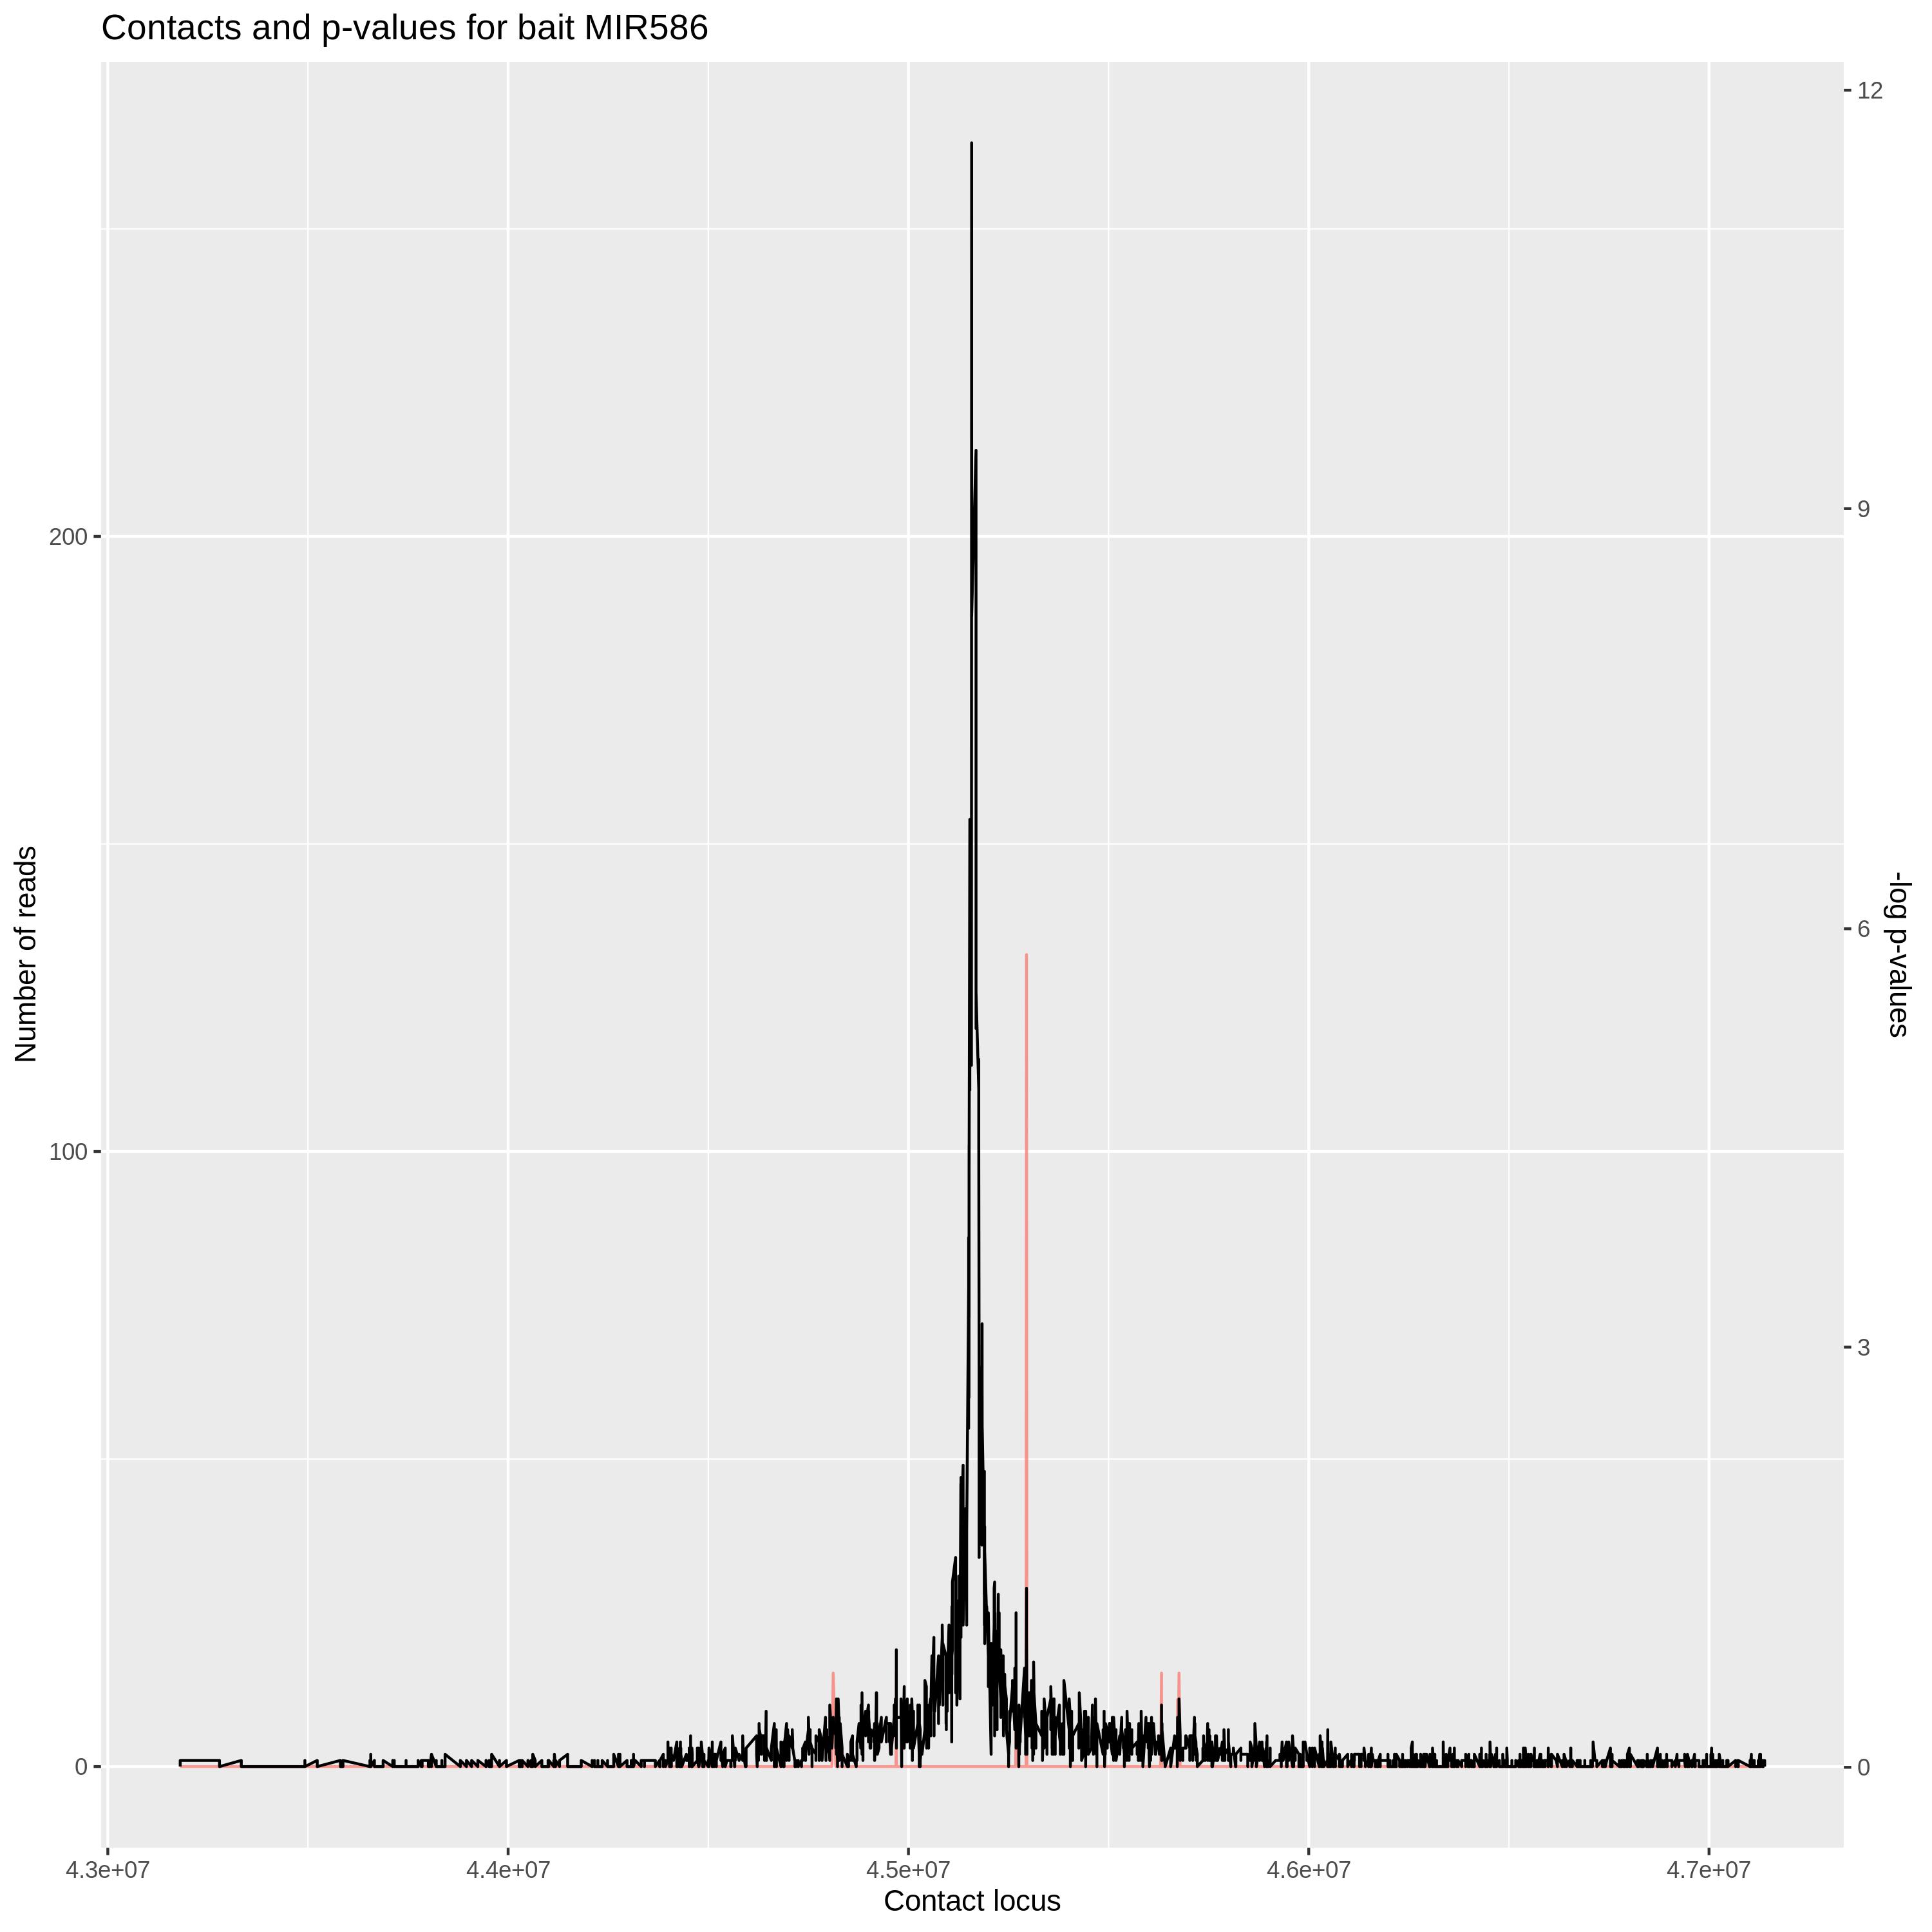 Contacts and p-values for bait MIR586
12
9
6
3
0
200
100
0
Number of reads
-log p-values
4.3e+07
4.4e+07
4.5e+07
4.6e+07
4.7e+07
Contact locus